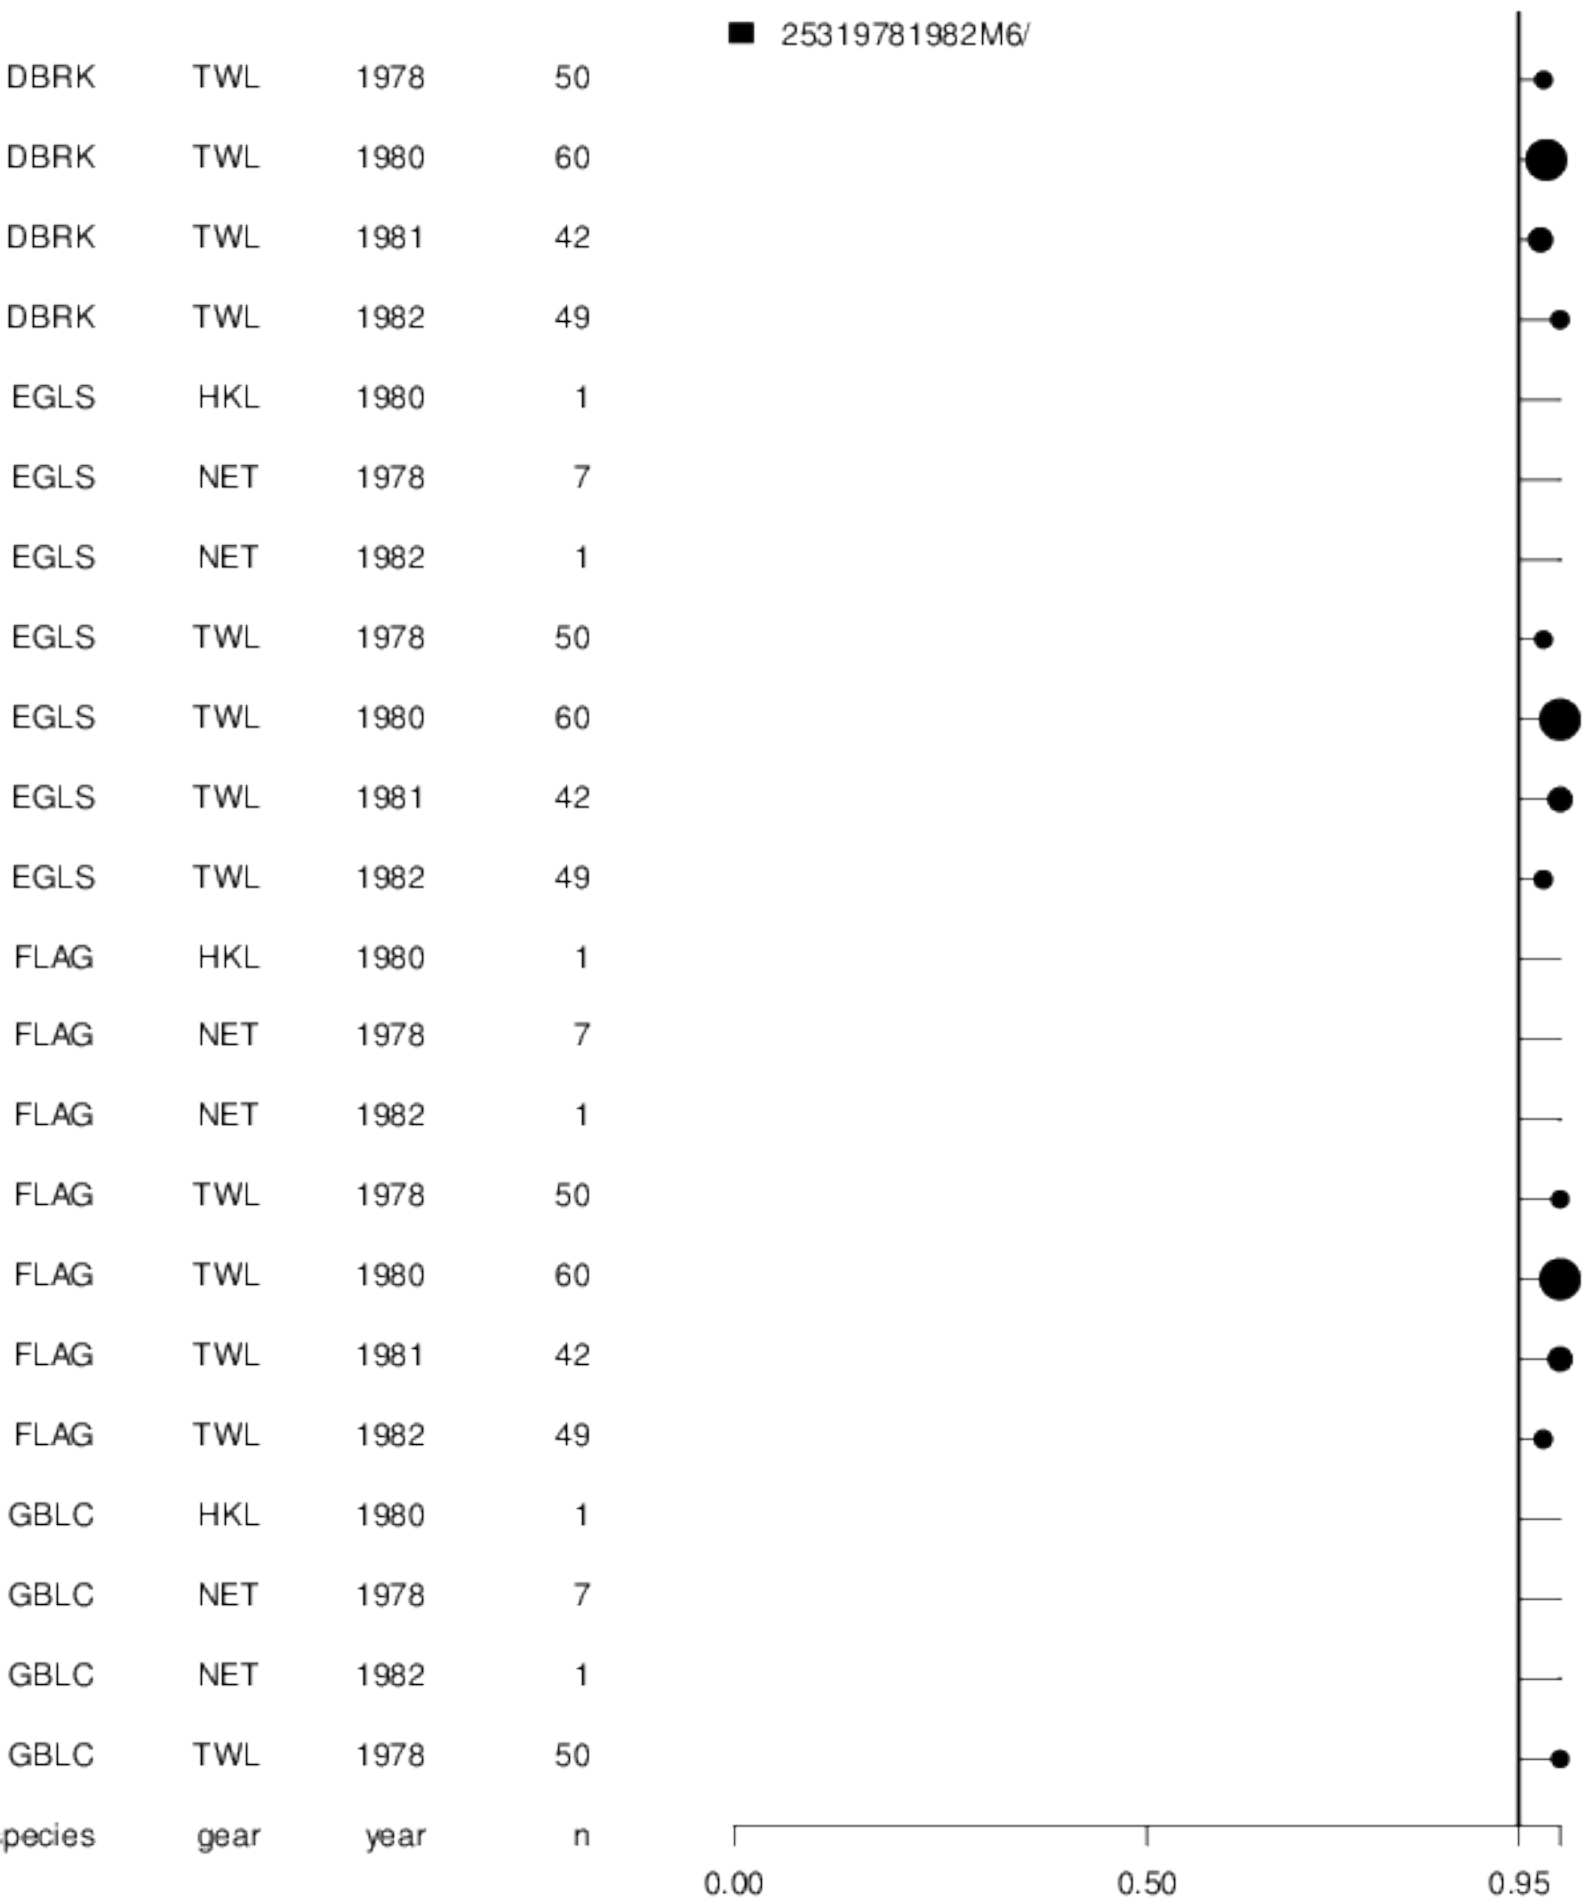 25319781982M6/
DBRK TWL 1978 50
DBRK TWL 1980 60
DBRK TWL 1981 42
DBRK TWL 1982 49
EGLS HKL 1980 1
EGLS NET 1978 7
EGLS NET 1982 1
EGLS TWL 1978 50
EGLS TWL 1980 60
EGLS TWL 1981 42
EGLS TWL 1982 49
FLAG HKL 1980 1
FLAG NET 1978 7
FLAG NET 1982 1
FLAG TWL 1978 50
FLAG TWL 1980 60
FLAG TWL 1981 42
FLAG TWL 1982 49
GBLC HKL 1980 1
GBLC NET 1978 7
GBLC NET 1982 1
GBLC TWL 1978 50
pecies gear year n
0.00 0.50 0.95